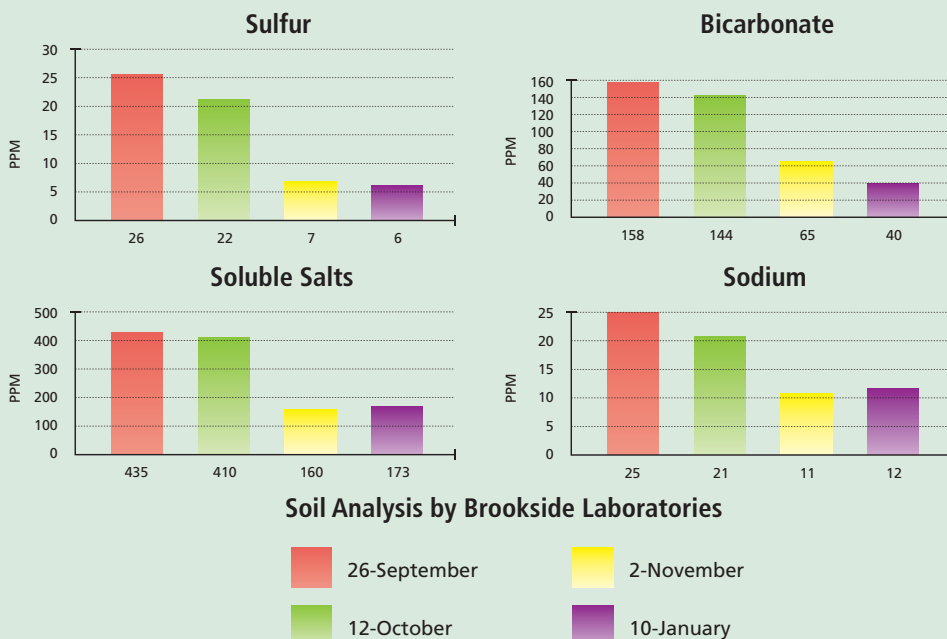 Sulfur
30
25
20
15
10
5
0
PPM
26 22 7 6
Bicarbonate
160
140
120
100
80
60
40
20
0
PPM
158 144 65 40
Soluble Salts
500
400
300
200
100
0
PPM
435 410 160 173
Sodium
25
20
15
10
5
0
PPM
25 21 11 12
Soil Analysis by Brookside Laboratories
26-September
2-November
12-October
10-January